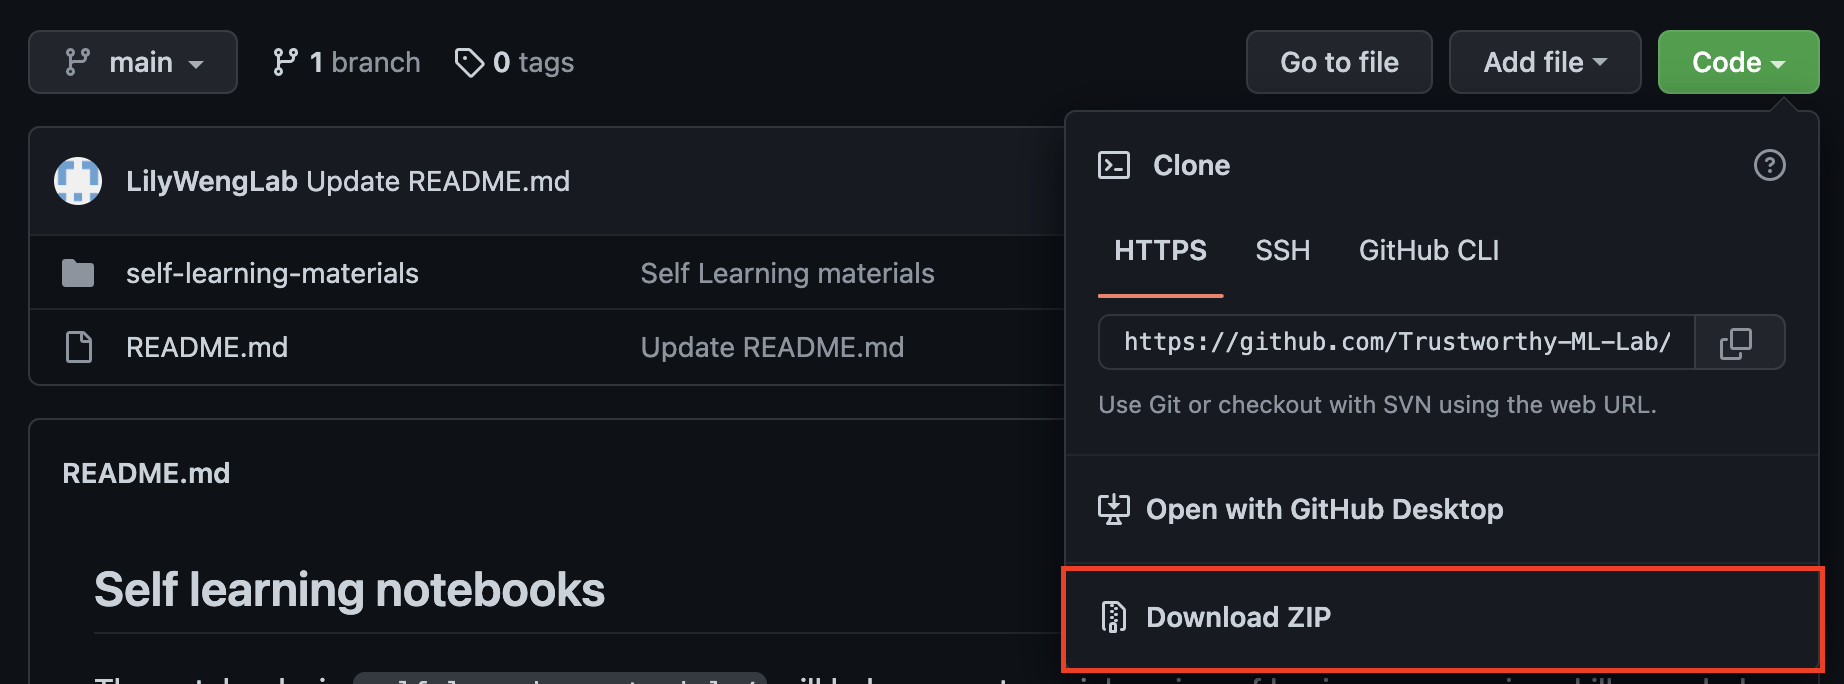 main
1 branch
0 tags
Go to file
Add file
Code
LilyWengLab Update README.md
self-learning-materials
Self Learning materials
README.md
Update README.md
Clone
HTTPS
SSH
GitHub CLI
https://github.com/Trustworthy-ML-Lab/
Use Git or checkout with SVN using the web URL.
Open with GitHub Desktop
Download ZIP
README.md
Self learning notebooks